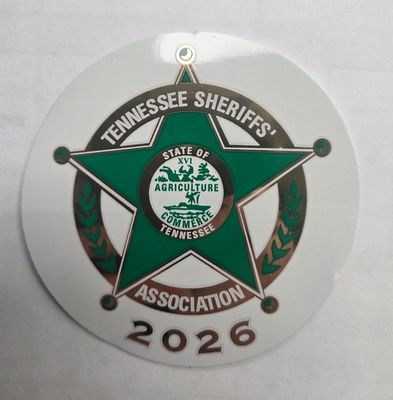 TENNESSEE SHERIFFS'
STATE OF
XVI
AGRICULTURE
COMMERCE
TENNESSEE
ASSOCIATION
2026